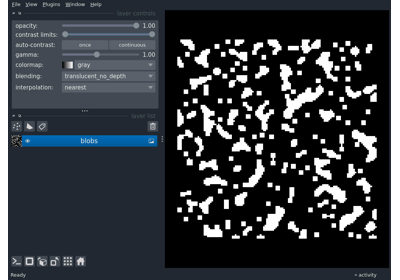 File View Plugins Window Help
layer controls
opacity: 1.00
contrast limits:
auto-contrast: once continuous
gamma: 1.00
colormap: gray
blending: translucent_no_depth
interpolation: nearest
layer list
blobs
Ready activity